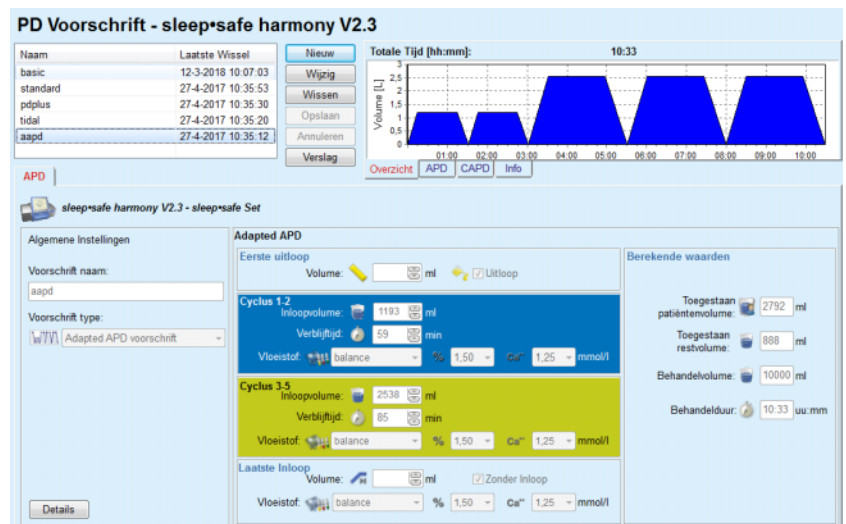 PD Voorschrift - sleep•safe harmony V2.3
Naam Laatste Wissel
basic 12-3-2018 10:07:03
standard 27-4-2017 10:35:53
pdplus 27-4-2017 10:35:30
tidal 27-4-2017 10:35:20
aapd 27-4-2017 10:35:12
Nieuw
Wijzig
Wissen
Opslaan
Annuleren
Verslag
Totale Tijd [hh:mm]: 10:33
Volume [L]
3
2,5
2
1,5
1
0,5
0
01:00 02:00 03:00 04:00 05:00 06:00 07:00 08:00 09:00 10:00
Overzicht APD CAPD Info
APD
sleep•safe harmony V2.3 - sleep•safe Set
Algemene Instellingen
Voorschrift naam:
aapd
Voorschrift type:
Adapted APD voorschrift
Details
Adapted APD
Eerste uitloop
Volume: ml Uitloop
Cyclus 1-2
Inloopvolume: 1193 ml
Verblijftijd: 59 min
Vloeistof: balance % 1,50 Ca++ 1,25 mmol/l
Cyclus 3-5
Inloopvolume: 2538 ml
Verblijftijd: 85 min
Vloeistof: balance % 1,50 Ca++ 1,25 mmol/l
Laatste Inloop
Volume: ml Zonder Inloop
Vloeistof: balance % 1,50 Ca++ 1,25 mmol/l
Berekende waarden
Toegestaan
patiëntenvolume: 2792 ml
Toegestaan
restvolume: 888 ml
Behandelvolume: 10000 ml
Behandelduur: 10:33 uu:mm